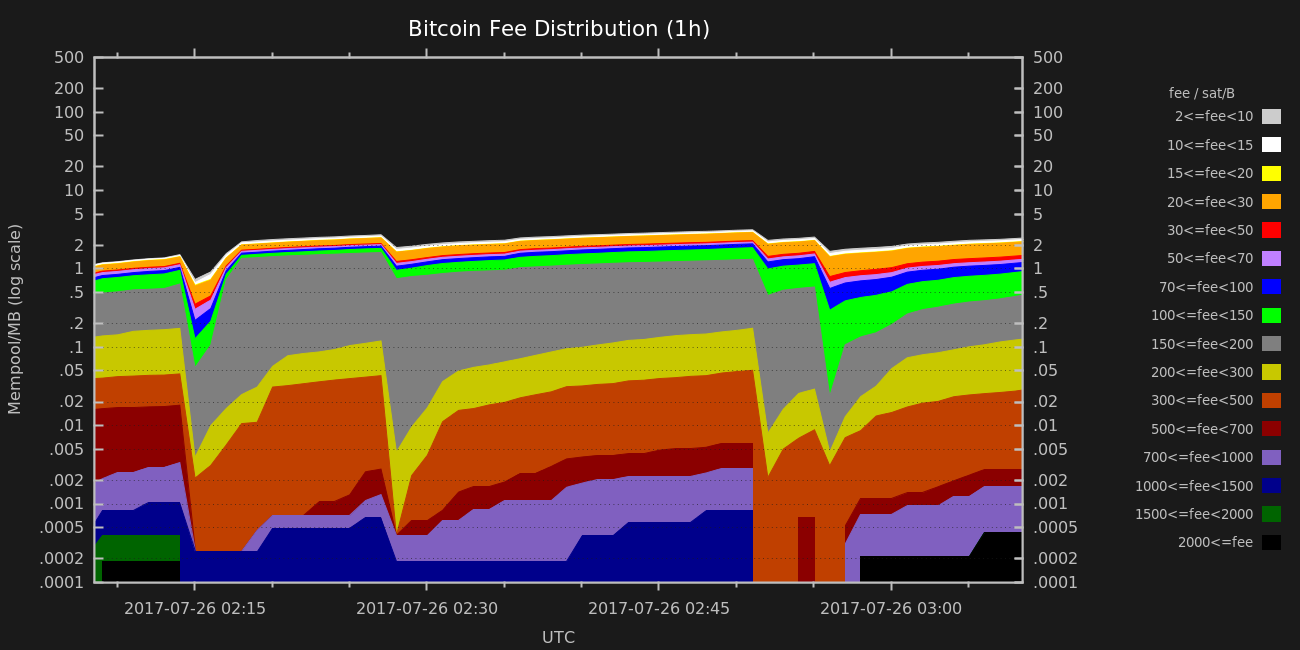 Bitcoin Fee Distribution (1h)
Mempool/MB (log scale)
500
200
100
50
20
10
5
2
1
.5
.2
.1
.05
.02
.01
.005
.002
.001
.0005
.0002
.0001
500
200
100
50
20
10
5
2
1
.5
.2
.1
.05
.02
.01
.005
.002
.001
.0005
.0002
.0001
2017-07-26 02:15
2017-07-26 02:30
2017-07-26 02:45
2017-07-26 03:00
UTC
fee / sat/B
2<=fee<10
10<=fee<15
15<=fee<20
20<=fee<30
30<=fee<50
50<=fee<70
70<=fee<100
100<=fee<150
150<=fee<200
200<=fee<300
300<=fee<500
500<=fee<700
700<=fee<1000
1000<=fee<1500
1500<=fee<2000
2000<=fee